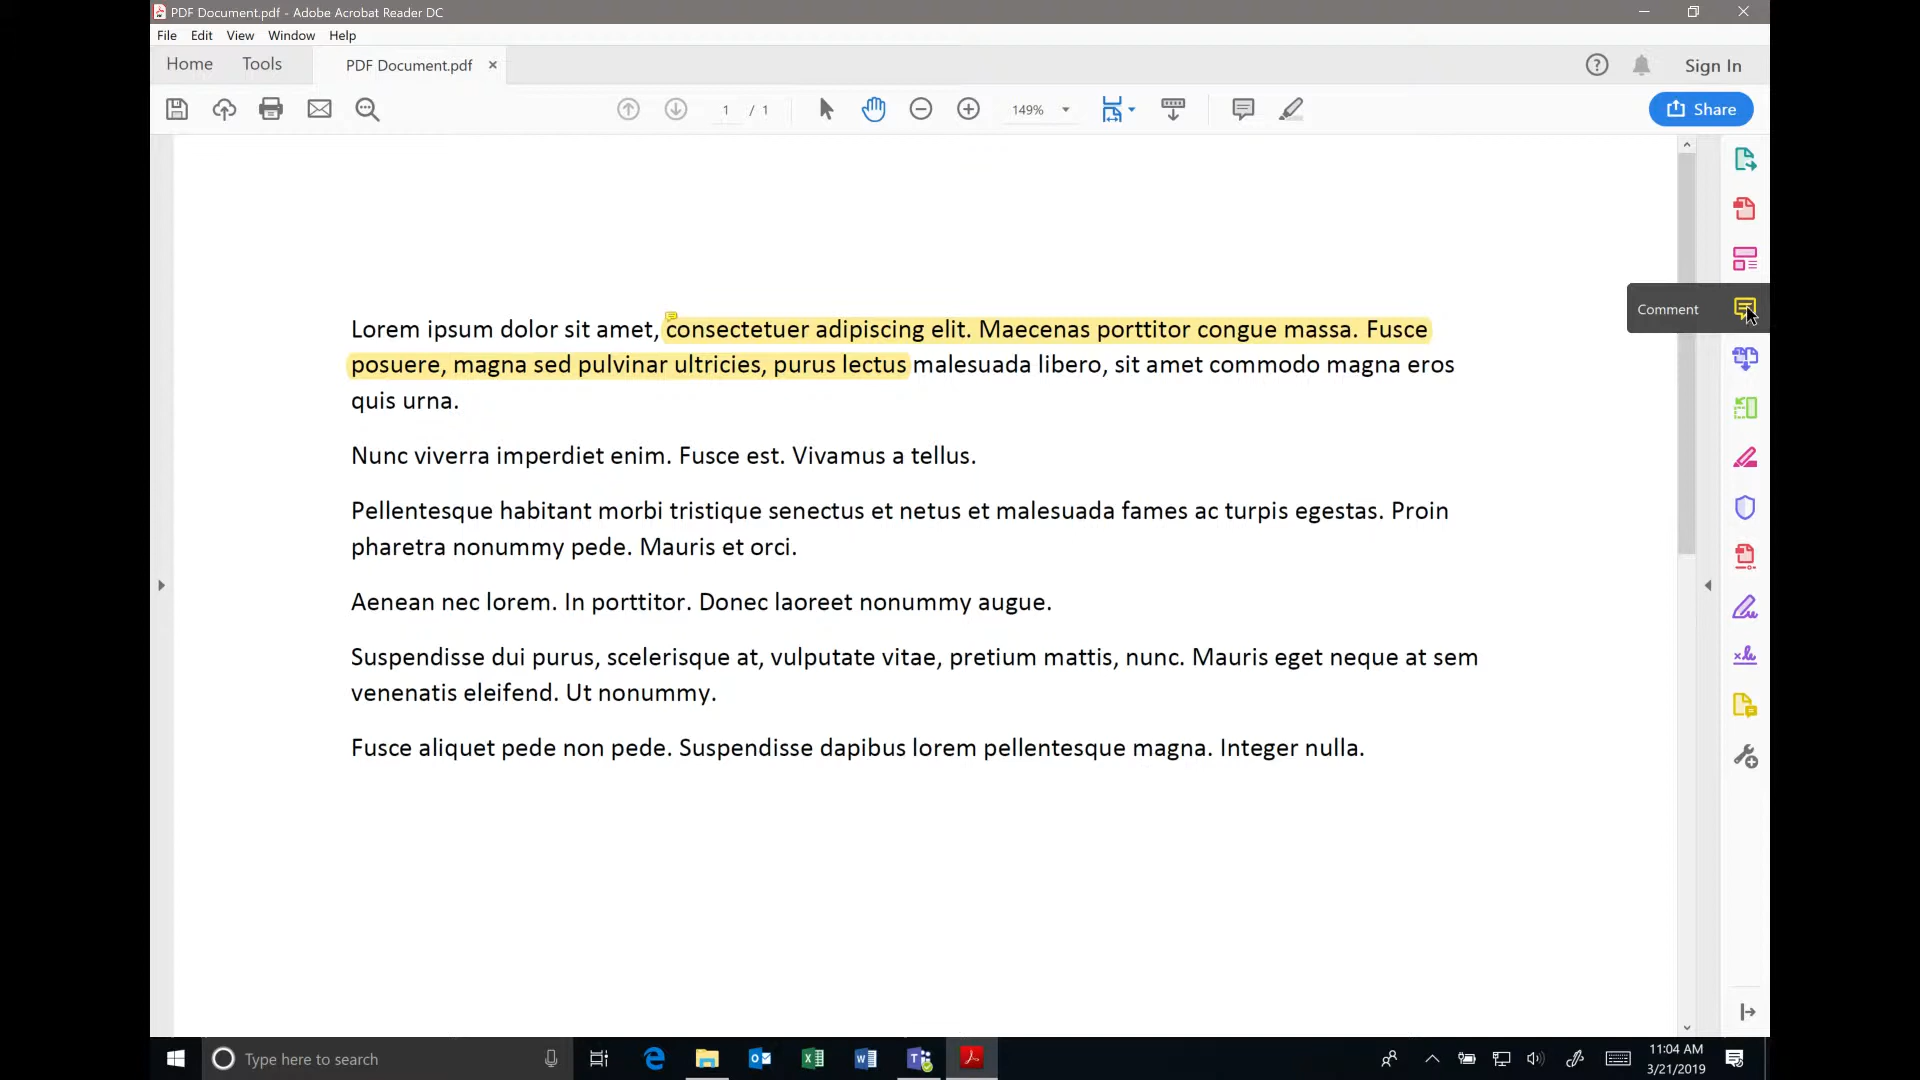 PDF Document.pdf - Adobe Acrobat Reader DC
File Edit View Window Help
Home Tools PDF Document.pdf × Sign In
1 / 1 149% Share
Comment
Lorem ipsum dolor sit amet, consectetuer adipiscing elit. Maecenas porttitor congue massa. Fusce
posuere, magna sed pulvinar ultricies, purus lectus malesuada libero, sit amet commodo magna eros
quis urna.
Nunc viverra imperdiet enim. Fusce est. Vivamus a tellus.
Pellentesque habitant morbi tristique senectus et netus et malesuada fames ac turpis egestas. Proin
pharetra nonummy pede. Mauris et orci.
Aenean nec lorem. In porttitor. Donec laoreet nonummy augue.
Suspendisse dui purus, scelerisque at, vulputate vitae, pretium mattis, nunc. Mauris eget neque at sem
venenatis eleifend. Ut nonummy.
Fusce aliquet pede non pede. Suspendisse dapibus lorem pellentesque magna. Integer nulla.
Type here to search
11:04 AM
3/21/2019